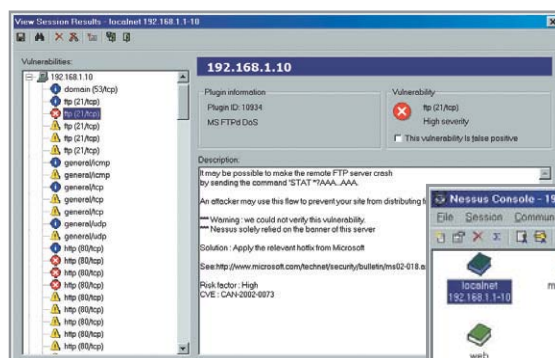 View Session Results - localnet 192.168.1.1-10
Vulnerabilities:
192.168.1.10
domain (53/tcp)
ftp (21/tcp)
ftp (21/tcp)
ftp (21/tcp)
ftp (21/tcp)
ftp (21/tcp)
general/icmp
general/icmp
general/tcp
general/tcp
general/tcp
general/udp
general/udp
http (80/tcp)
http (80/tcp)
http (80/tcp)
http (80/tcp)
http (80/tcp)
http (80/tcp)
http (80/tcp)
192.168.1.10
Plugin information
Plugin ID: 10934
MS FTPd DoS
Vulnerability
ftp (21/tcp)
High severity
This vulnerability is false positive
Description:
It may be possible to make the remote FTP server crash
by sending the command 'STAT *?AAA...AAA.
An attacker may use this flaw to prevent your site from distributing
*** Warning : we could not verify this vulnerability.
*** Nessus solely relied on the banner of this server
Solution : Apply the relevant hotfix from Microsoft
See:http://www.microsoft.com/technet/security/bulletin/ms02-018.as
Risk factor : High
CVE : CAN-2002-0073
Nessus Console - 19
File Session Commun
localnet
192.168.1.1-10
m
web